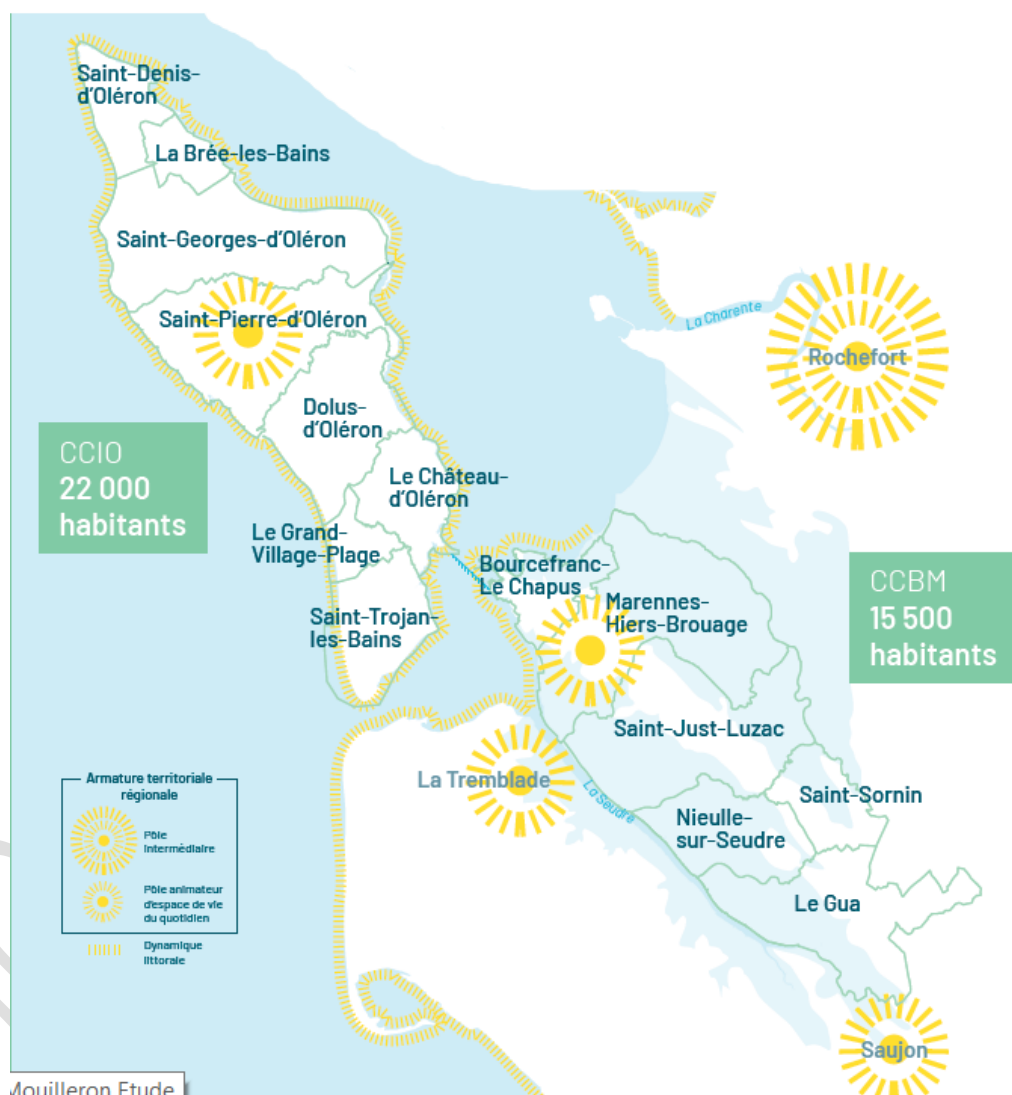 Saint-Denis-
d'Oléron
La Brée-les-Bains
Saint-Georges-d'Oléron
Saint-Pierre-d'Oléron
La Charente
Rochefort
Dolus-
d'Oléron
CCIO
22 000
habitants
Le Château-
d'Oléron
Le Grand-
Village-Plage
Bourcefranc-
Le Chapus
CCBM
15 500
habitants
Marennes-
Hiers-Brouage
Saint-Trojan-
les-Bains
Saint-Just-Luzac
La Tremblade
La Seudre
Saint-Sornin
Nieulle-
sur-Seudre
Le Gua
Saujon
Armature territoriale
régionale
Pôle
intermédiaire
Pôle animateur
d'espace de vie
du quotidien
Dynamique
littorale
Mouilleron Etude